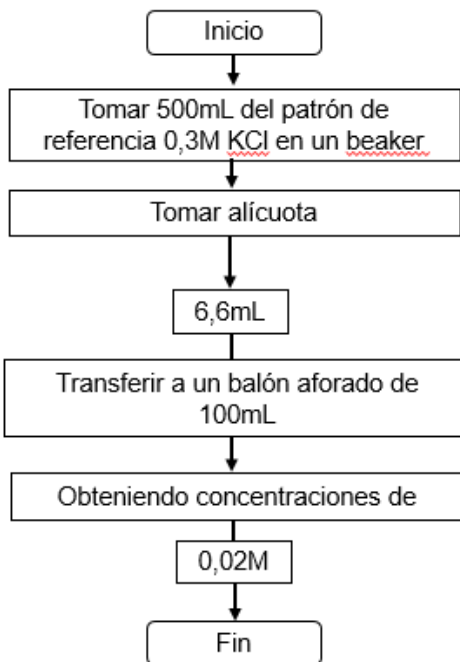 Inicio
Tomar 500mL del patrón de
referencia 0,3M KCl en un beaker
Tomar alícuota
6,6mL
Transferir a un balón aforado de
100mL
Obteniendo concentraciones de
0,02M
Fin